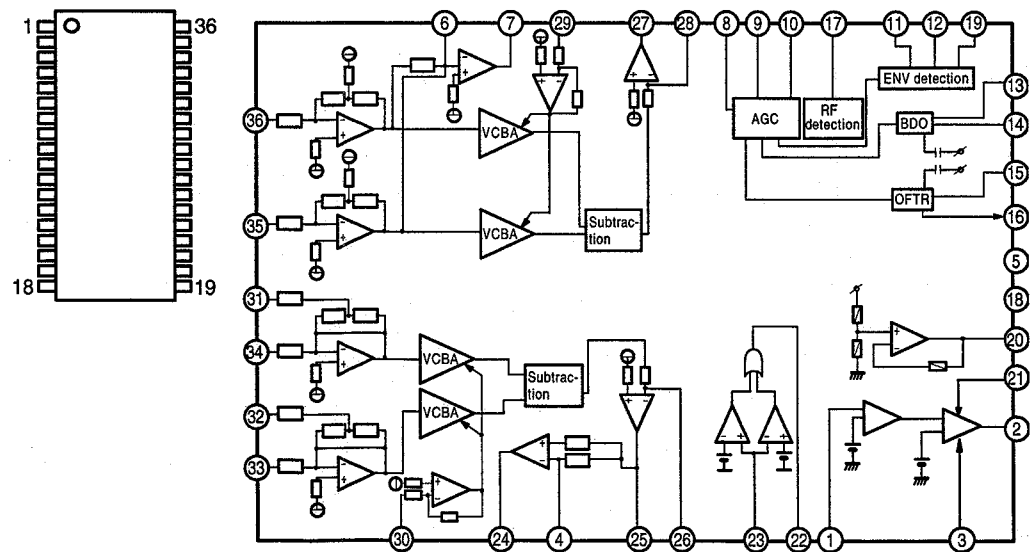 1
36
18
19
6
7
29
27
28
8
9
10
17
11
12
19
36
VCBA
AGC
RF
detection
ENV detection
13
BDO
14
35
VCBA
Subtrac-
tion
OFTR
15
16
5
31
18
34
VCBA
Subtrac-
tion
20
32
VCBA
21
33
2
30
24
4
25
26
23
22
1
3